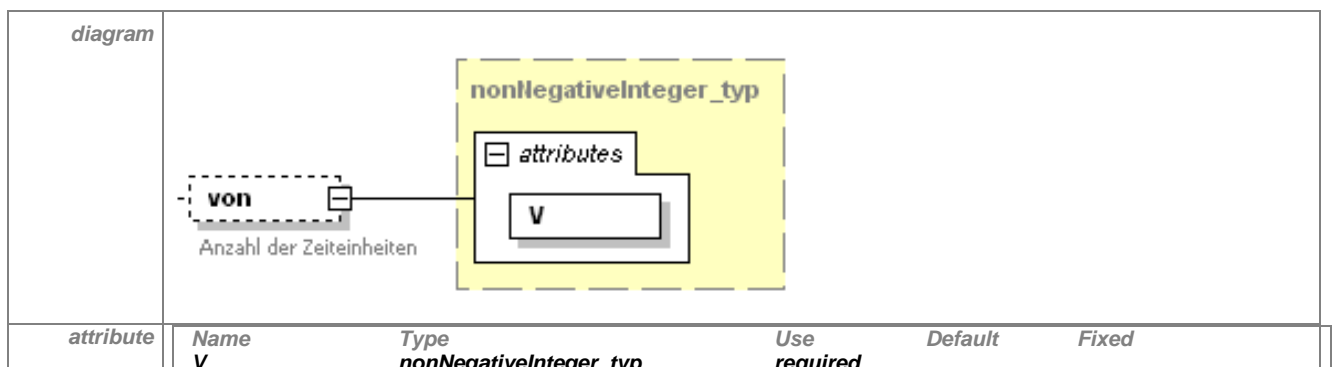 diagram
nonNegativeInteger_typ
attributes
von
V
Anzahl der Zeiteinheiten
attribute Name Type Use Default Fixed
V nonNegativeInteger_typ required